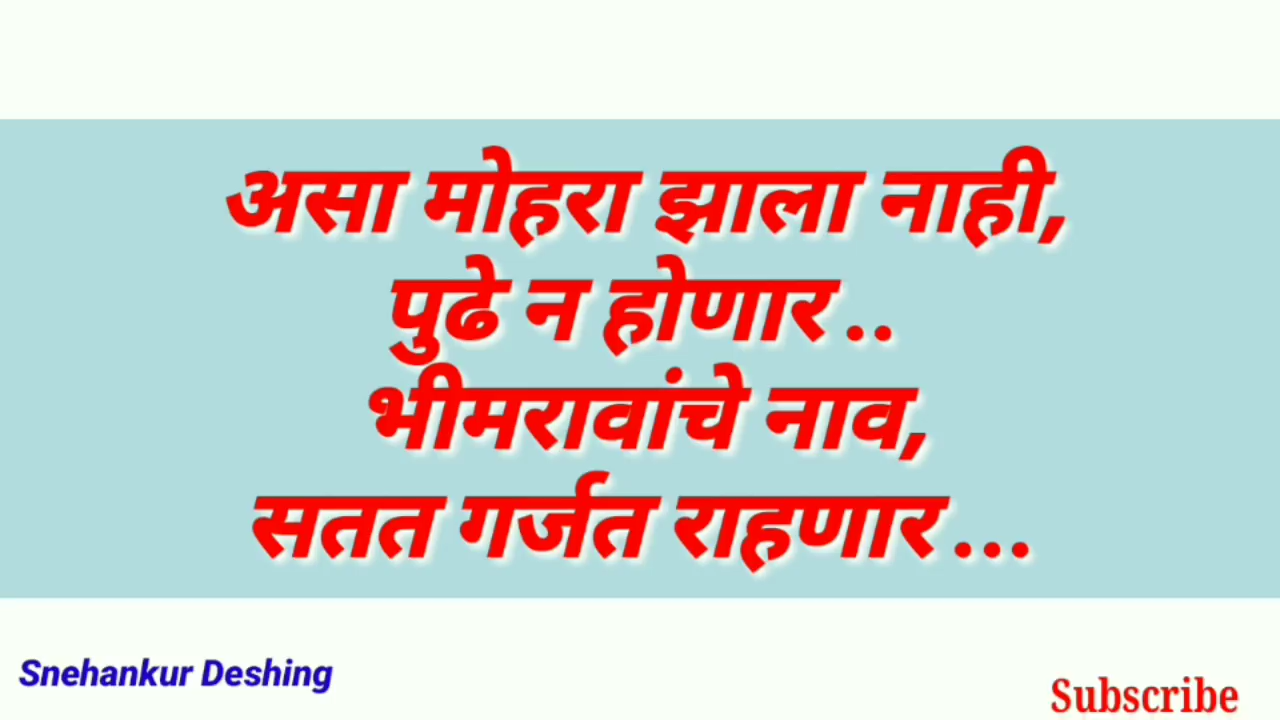 असा मोहरा झाला नाही,
पुढे न होणार ..
भीमरावांचे नाव,
सतत गर्जत राहणार ...
Snehankur Deshing
Subscribe